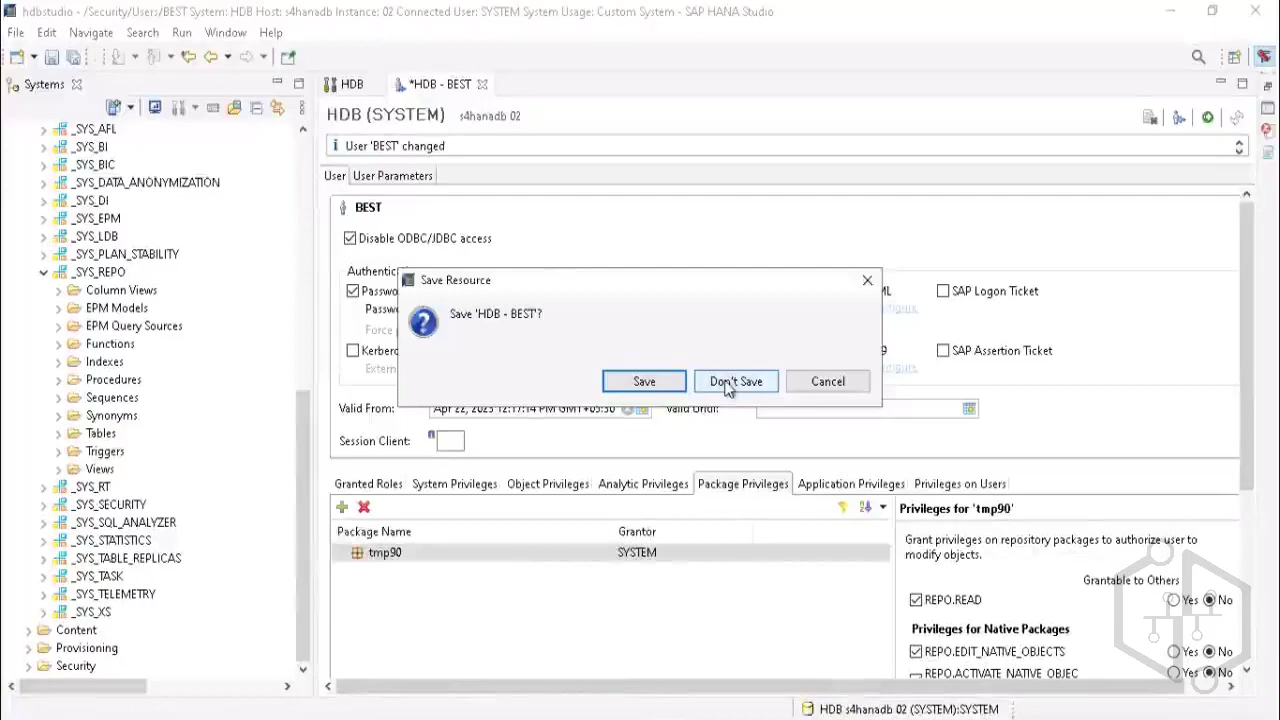 hdbstudio - /Security/Users/BEST System: HDB Host: s4hanadb Instance: 02 Connected User: SYSTEM System Usage: Custom System - SAP HANA Studio
File Edit Navigate Search Run Window Help
Systems
HDB
*HDB - BEST
HDB (SYSTEM) s4hanadb 02
User 'BEST' changed
User
User Parameters
BEST
Disable ODBC/JDBC access
SAP Logon Ticket
SAP Assertion Ticket
Save Resource
Save 'HDB - BEST'?
Save
Don't Save
Cancel
Valid From: Valid Until:
Session Client:
Granted Roles System Privileges Object Privileges Analytic Privileges Package Privileges Application Privileges Privileges on Users
Package Name Grantor
tmp90 SYSTEM
Privileges for 'tmp90'
Grant privileges on repository packages to authorize user to
modify objects.
Grantable to Others
REPO.READ Yes No
Privileges for Native Packages
REPO.EDIT_NATIVE_OBJECTS Yes No
REPO.ACTIVATE_NATIVE_OBJEC Yes No
_SYS_AFL
_SYS_BI
_SYS_BIC
_SYS_DATA_ANONYMIZATION
_SYS_DI
_SYS_EPM
_SYS_LDB
_SYS_PLAN_STABILITY
_SYS_REPO
Column Views
EPM Models
EPM Query Sources
Functions
Indexes
Procedures
Sequences
Synonyms
Tables
Triggers
Views
_SYS_RT
_SYS_SECURITY
_SYS_SQL_ANALYZER
_SYS_STATISTICS
_SYS_TABLE_REPLICAS
_SYS_TASK
_SYS_TELEMETRY
_SYS_XS
Content
Provisioning
Security
HDB s4hanadb 02 (SYSTEM):SYSTEM